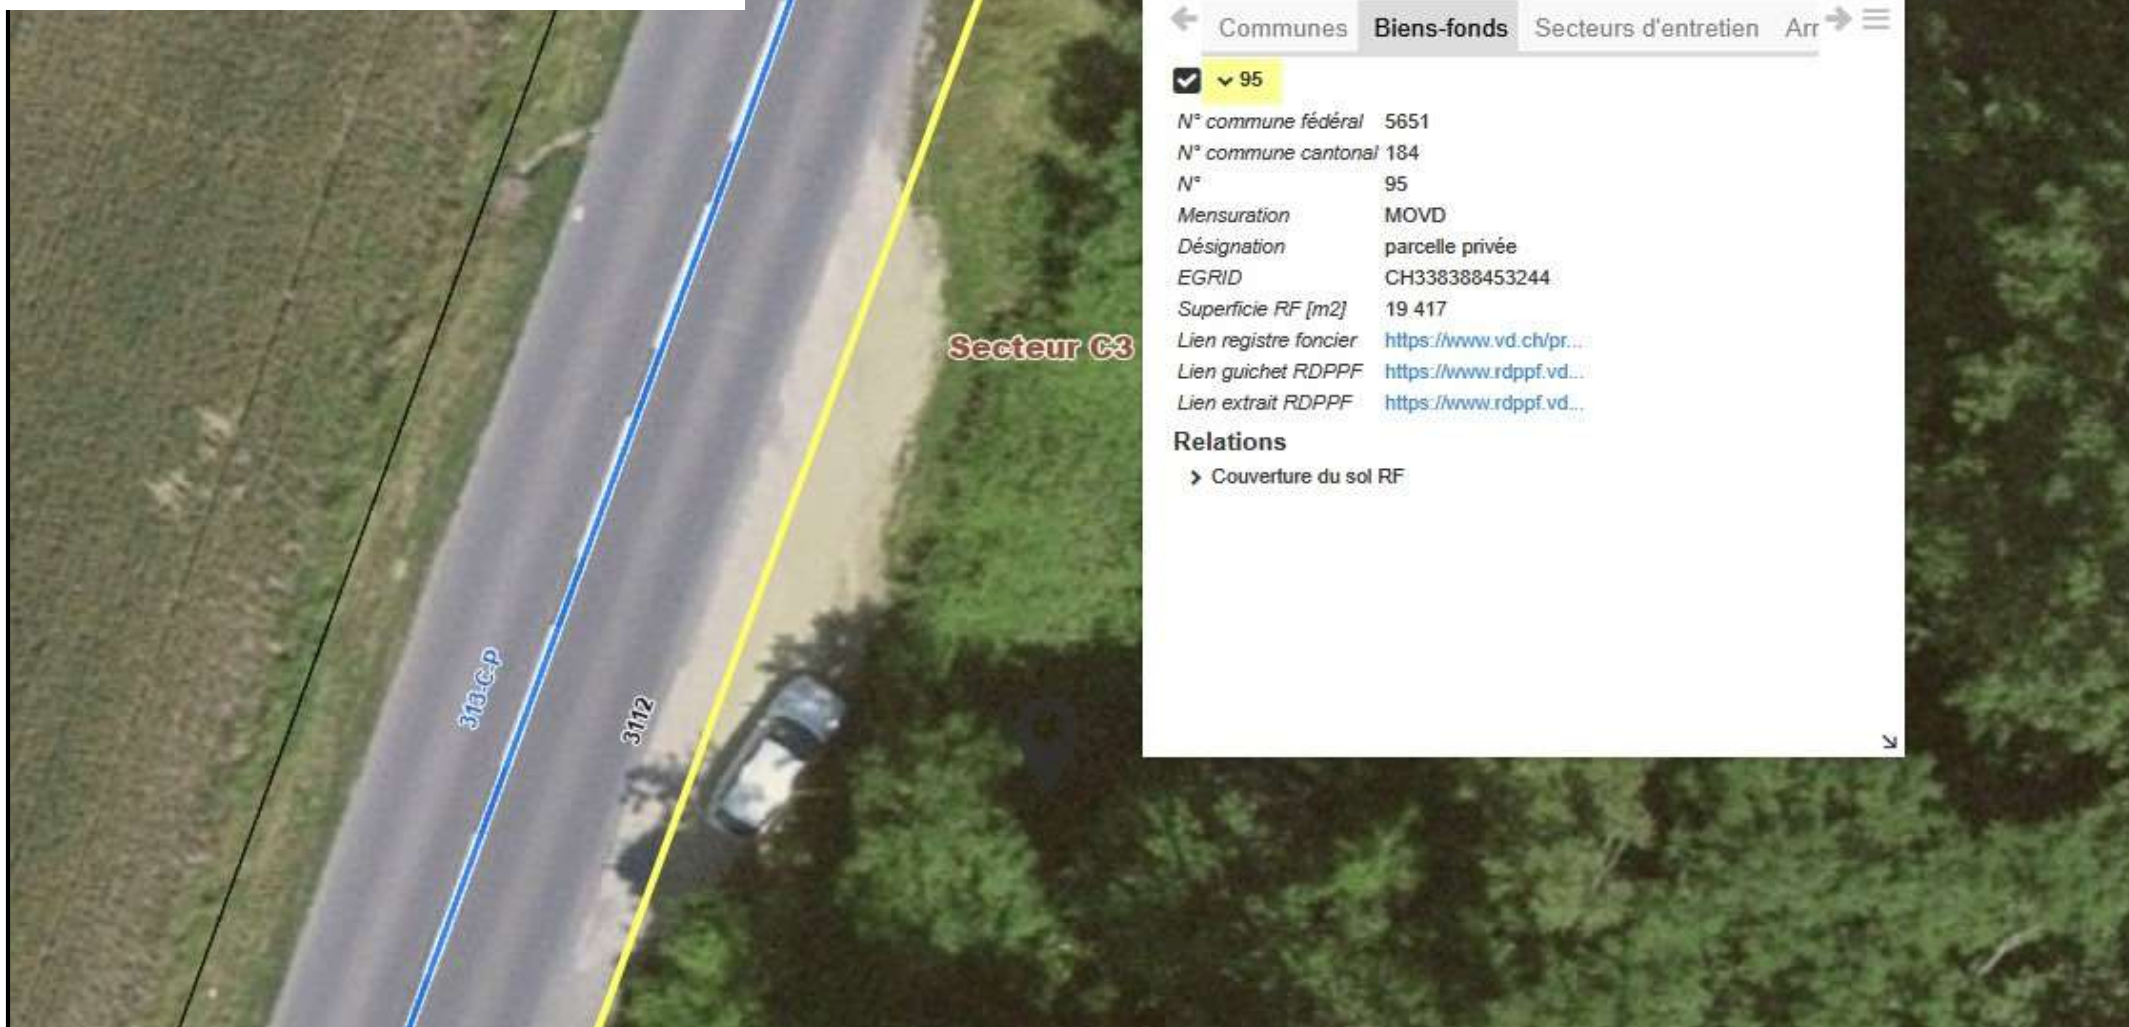 Communes Biens-fonds Secteurs d'entretien Arr
95
N° commune fédéral 5651
N° commune cantonal 184
N° 95
Mensuration MOVD
Désignation parcelle privée
EGRID CH338388453244
Superficie RF [m2] 19 417
Lien registre foncier https://www.vd.ch/pr...
Lien guichet RDPPF https://www.rdppf.vd...
Lien extrait RDPPF https://www.rdppf.vd...
Relations
Couverture du sol RF
Secteur C3
313-C-P
3112